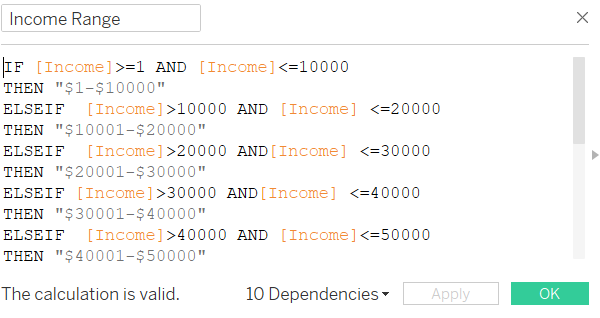 Income Range
IF [Income]>=1 AND [Income]<=10000
THEN "$1-$10000"
ELSEIF  [Income]>10000 AND [Income] <=20000
THEN "$10001-$20000"
ELSEIF  [Income]>20000 AND[Income] <=30000
THEN "$20001-$30000"
ELSEIF [Income]>30000 AND[Income] <=40000
THEN "$30001-$40000"
ELSEIF  [Income]>40000 AND [Income]<=50000
THEN "$40001-$50000"
The calculation is valid. 10 Dependencies Apply OK